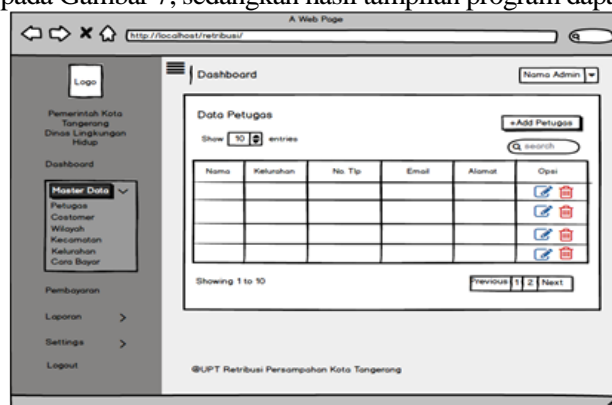 pada Gambar 7, sedangkan hasil tampilan program dapa
A Web Page
http://localhost/retribusi/
Logo
Pemerintah Kota
Tangerang
Dinas Lingkungan
Hidup
Dashboard
Master Data
Petugas
Costomer
Wilayah
Kecamatan
Kelurahan
Cara Bayar
Pembayaran
Laporan >
Settings >
Logout
Dashboard
Nama Admin
Data Petugas
+Add Petugas
Show 10 entries
search
Nama Kelurahan No. Tlp Email Alamat Opsi
Showing 1 to 10
Previous 1 2 Next
@UPT Retribusi Persampahan Kota Tangerang